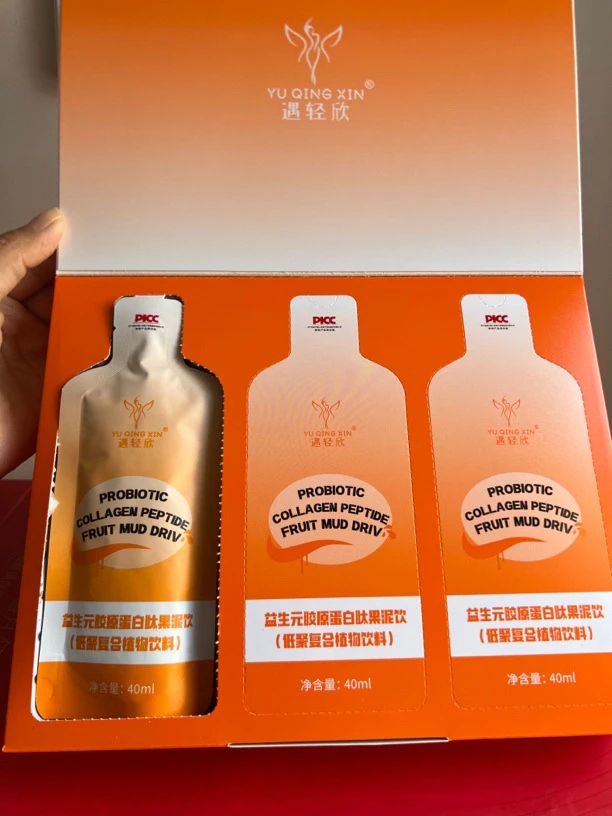 YU QING XIN®
遇轻欣
PICC
YU QING XIN®
遇轻欣
PROBIOTIC
COLLAGEN PEPTIDE
FRUIT MUD DRIV
益生元胶原蛋白肽果泥饮
（低聚复合植物饮料）
净含量：40ml
PICC
YU QING XIN®
遇轻欣
PROBIOTIC
COLLAGEN PEPTIDE
FRUIT MUD DRIV
益生元胶原蛋白肽果泥饮
（低聚复合植物饮料）
净含量：40ml
PICC
YU QING XIN®
遇轻欣
PROBIOTIC
COLLAGEN PEPTIDE
FRUIT MUD DRIV
益生元胶原蛋白肽果泥饮
（低聚复合植物饮料）
净含量：40ml